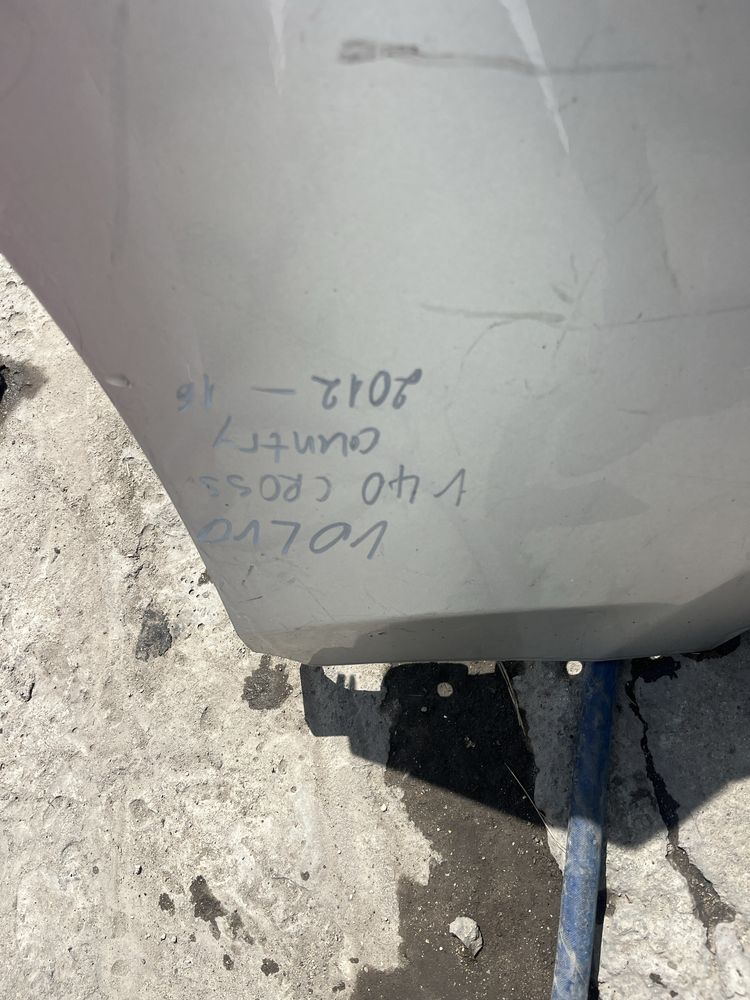 VOLVO
V40 CROSS
country
2012 - 16